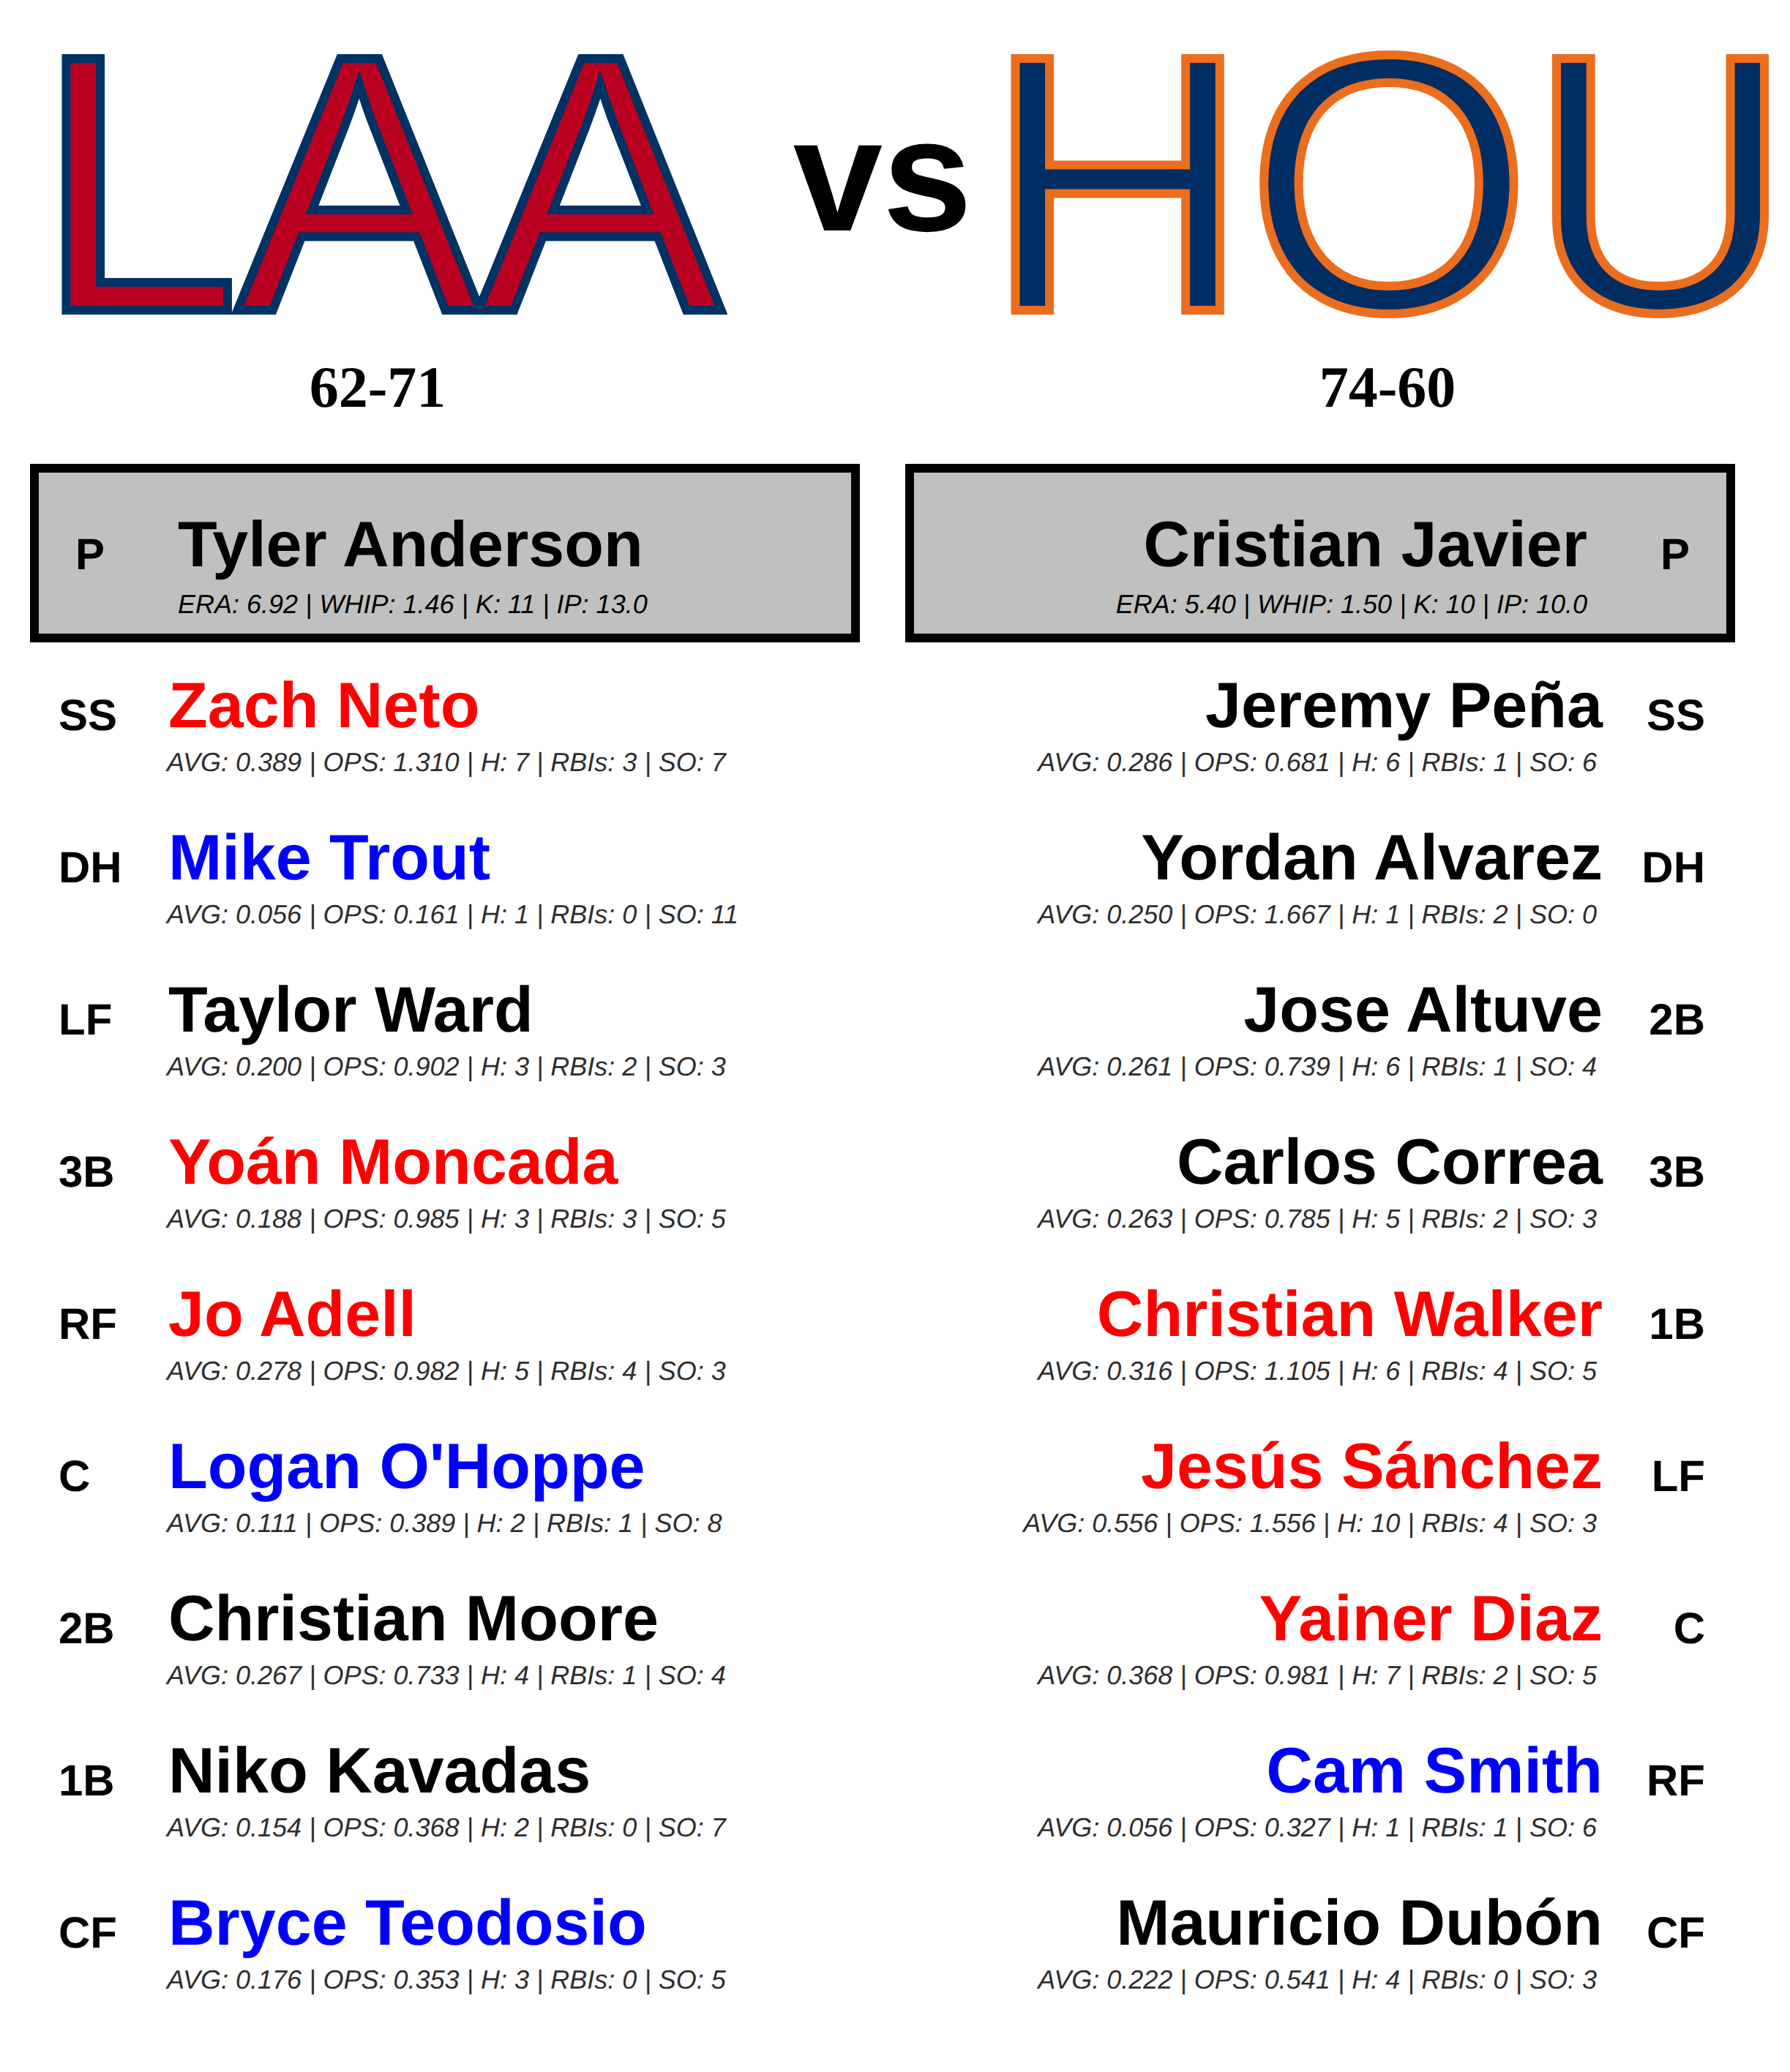 LAA vs HOU
62-71 74-60
P Tyler Anderson
ERA: 6.92 | WHIP: 1.46 | K: 11 | IP: 13.0
Cristian Javier P
ERA: 5.40 | WHIP: 1.50 | K: 10 | IP: 10.0
SS Zach Neto
AVG: 0.389 | OPS: 1.310 | H: 7 | RBIs: 3 | SO: 7
DH Mike Trout
AVG: 0.056 | OPS: 0.161 | H: 1 | RBIs: 0 | SO: 11
LF Taylor Ward
AVG: 0.200 | OPS: 0.902 | H: 3 | RBIs: 2 | SO: 3
3B Yoán Moncada
AVG: 0.188 | OPS: 0.985 | H: 3 | RBIs: 3 | SO: 5
RF Jo Adell
AVG: 0.278 | OPS: 0.982 | H: 5 | RBIs: 4 | SO: 3
C Logan O'Hoppe
AVG: 0.111 | OPS: 0.389 | H: 2 | RBIs: 1 | SO: 8
2B Christian Moore
AVG: 0.267 | OPS: 0.733 | H: 4 | RBIs: 1 | SO: 4
1B Niko Kavadas
AVG: 0.154 | OPS: 0.368 | H: 2 | RBIs: 0 | SO: 7
CF Bryce Teodosio
AVG: 0.176 | OPS: 0.353 | H: 3 | RBIs: 0 | SO: 5
Jeremy Peña SS
AVG: 0.286 | OPS: 0.681 | H: 6 | RBIs: 1 | SO: 6
Yordan Alvarez DH
AVG: 0.250 | OPS: 1.667 | H: 1 | RBIs: 2 | SO: 0
Jose Altuve 2B
AVG: 0.261 | OPS: 0.739 | H: 6 | RBIs: 1 | SO: 4
Carlos Correa 3B
AVG: 0.263 | OPS: 0.785 | H: 5 | RBIs: 2 | SO: 3
Christian Walker 1B
AVG: 0.316 | OPS: 1.105 | H: 6 | RBIs: 4 | SO: 5
Jesús Sánchez LF
AVG: 0.556 | OPS: 1.556 | H: 10 | RBIs: 4 | SO: 3
Yainer Diaz C
AVG: 0.368 | OPS: 0.981 | H: 7 | RBIs: 2 | SO: 5
Cam Smith RF
AVG: 0.056 | OPS: 0.327 | H: 1 | RBIs: 1 | SO: 6
Mauricio Dubón CF
AVG: 0.222 | OPS: 0.541 | H: 4 | RBIs: 0 | SO: 3